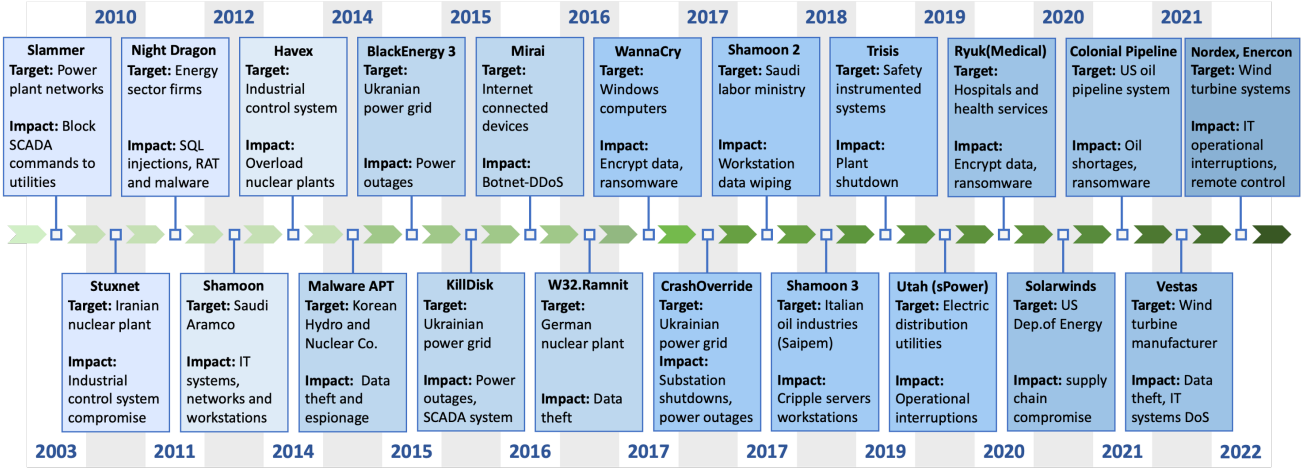 2010 2012 2014 2015 2016 2017 2018 2019 2020 2021
Slammer
Target: Power
plant networks
Impact: Block
SCADA
commands to
utilities
Night Dragon
Target: Energy
sector firms
Impact: SQL
injections, RAT
and malware
Havex
Target:
Industrial
control system
Impact:
Overload
nuclear plants
BlackEnergy 3
Target:
Ukranian
power grid
Impact: Power
outages
Mirai
Target:
Internet
connected
devices
Impact:
Botnet-DDoS
WannaCry
Target:
Windows
computers
Impact:
Encrypt data,
ransomware
Shamoon 2
Target: Saudi
labor ministry
Impact:
Workstation
data wiping
Trisis
Target: Safety
instrumented
systems
Impact:
Plant
shutdown
Ryuk(Medical)
Target:
Hospitals and
health services
Impact:
Encrypt data,
ransomware
Colonial Pipeline
Target: US oil
pipeline system
Impact: Oil
shortages,
ransomware
Nordex, Enercon
Target: Wind
turbine systems
Impact: IT
operational
interruptions,
remote control
Stuxnet
Target: Iranian
nuclear plant
Impact:
Industrial
control system
compromise
Shamoon
Target: Saudi
Aramco
Impact: IT
systems,
networks and
workstations
Malware APT
Target: Korean
Hydro and
Nuclear Co.
Impact: Data
theft and
espionage
KillDisk
Target:
Ukrainian
power grid
Impact: Power
outages,
SCADA system
W32.Ramnit
Target:
German
nuclear plant
Impact: Data
theft
CrashOverride
Target:
Ukrainian
power grid
Impact:
Substation
shutdowns,
power outages
Shamoon 3
Target: Italian
oil industries
(Saipem)
Impact:
Cripple servers
workstations
Utah (sPower)
Target: Electric
distribution
utilities
Impact:
Operational
interruptions
Solarwinds
Target: US
Dep.of Energy
Impact: supply
chain
compromise
Vestas
Target: Wind
turbine
manufacturer
Impact: Data
theft, IT
systems DoS
2003 2011 2014 2015 2016 2017 2019 2020 2021 2022